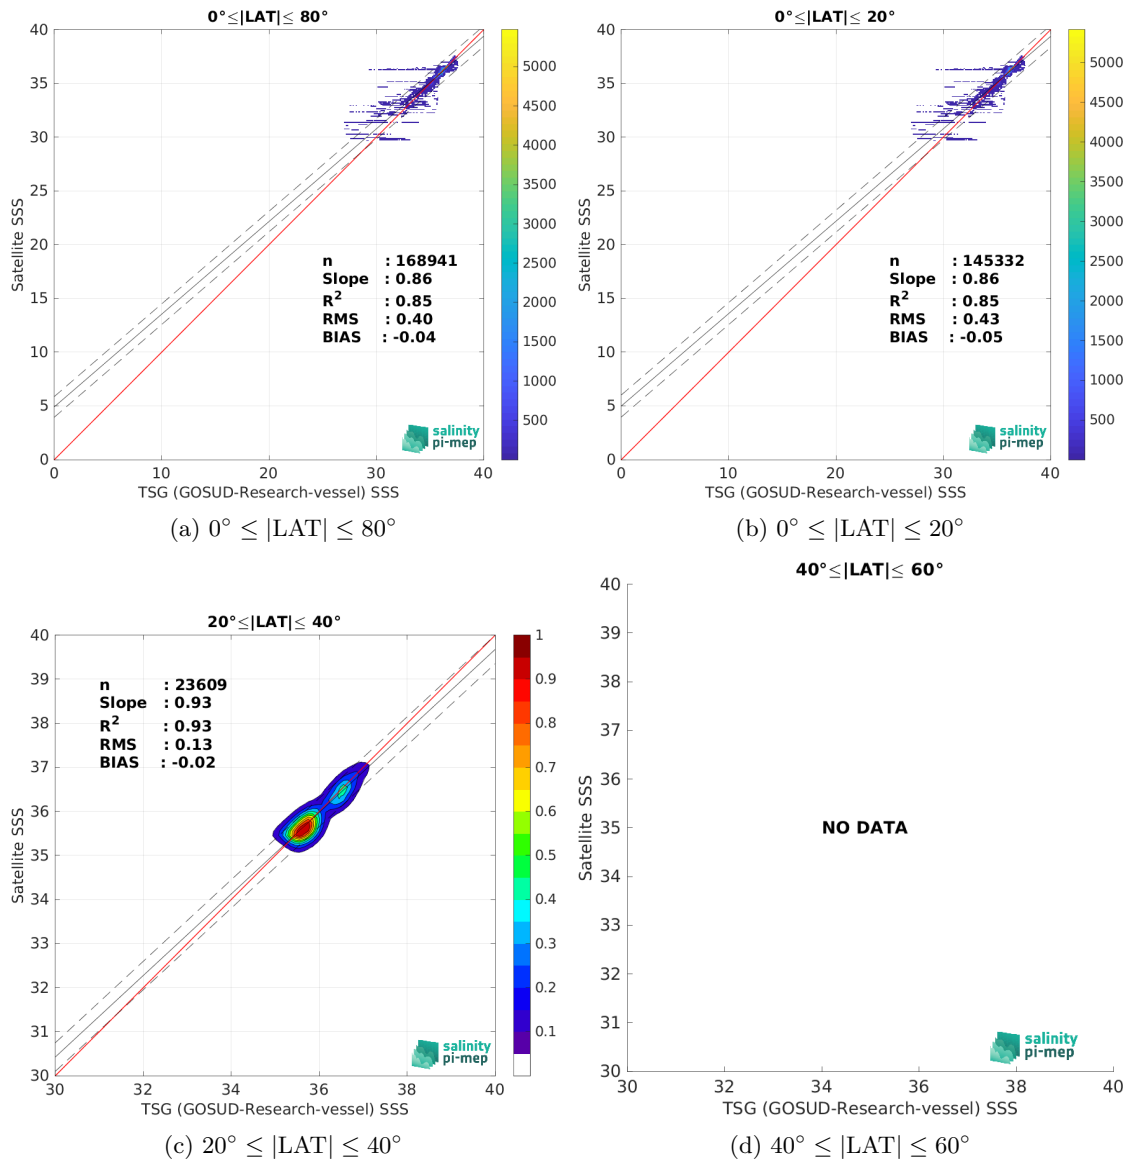 0°≤|LAT|≤ 80°
40
35
30
25
20
15
10
5
0
0
10
20
30
40
Satellite SSS
TSG (GOSUD-Research-vessel) SSS
n : 168941
Slope : 0.86
R² : 0.85
RMS : 0.40
BIAS : -0.04
salinity
pi-mep
5000
4500
4000
3500
3000
2500
2000
1500
1000
500
(a) 0° ≤ |LAT| ≤ 80°
0°≤|LAT|≤ 20°
40
35
30
25
20
15
10
5
0
0
10
20
30
40
Satellite SSS
TSG (GOSUD-Research-vessel) SSS
n : 145332
Slope : 0.86
R² : 0.85
RMS : 0.43
BIAS : -0.05
salinity
pi-mep
5000
4500
4000
3500
3000
2500
2000
1500
1000
500
(b) 0° ≤ |LAT| ≤ 20°
20°≤|LAT|≤ 40°
40
39
38
37
36
35
34
33
32
31
30
30
32
34
36
38
40
Satellite SSS
TSG (GOSUD-Research-vessel) SSS
n : 23609
Slope : 0.93
R² : 0.93
RMS : 0.13
BIAS : -0.02
salinity
pi-mep
1
0.9
0.8
0.7
0.6
0.5
0.4
0.3
0.2
0.1
(c) 20° ≤ |LAT| ≤ 40°
40°≤|LAT|≤ 60°
40
39
38
37
36
35
34
33
32
31
30
30
32
34
36
38
40
Satellite SSS
TSG (GOSUD-Research-vessel) SSS
NO DATA
salinity
pi-mep
(d) 40° ≤ |LAT| ≤ 60°